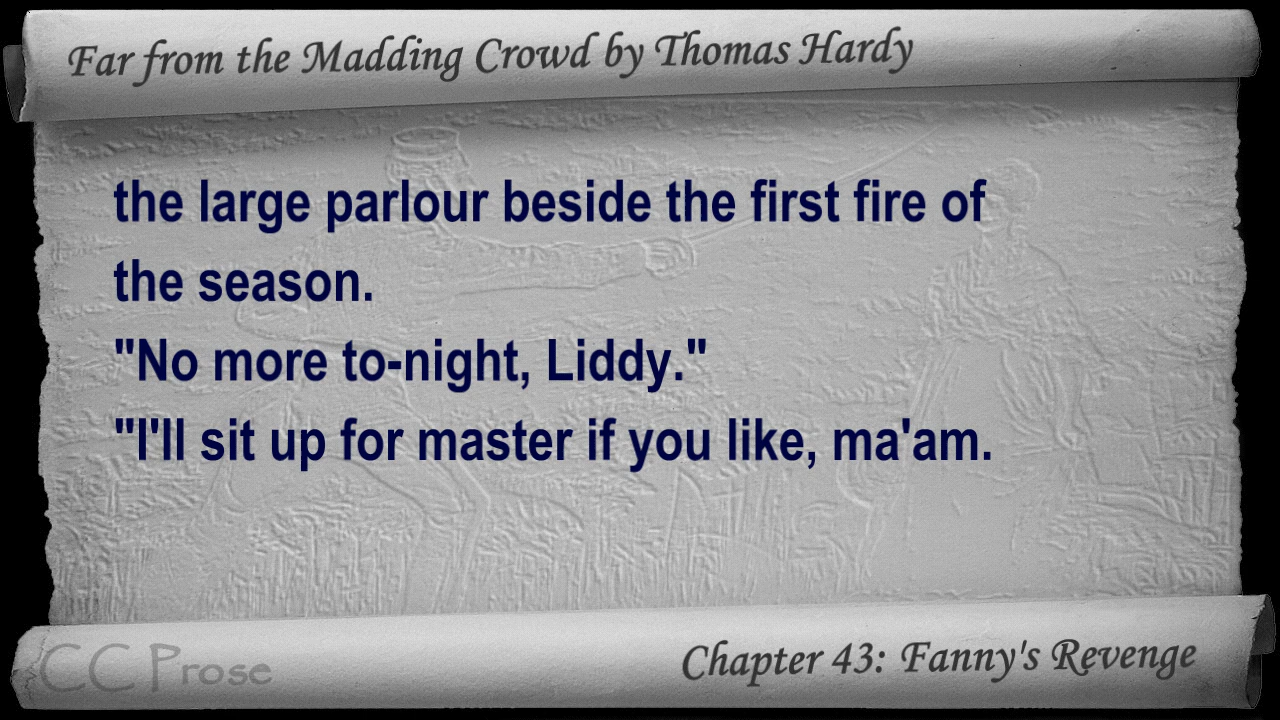 Far from the Madding Crowd by Thomas Hardy
the large parlour beside the first fire of
the season.
"No more to-night, Liddy."
"I'll sit up for master if you like, ma'am.
CC Prose
Chapter 43: Fanny's Revenge